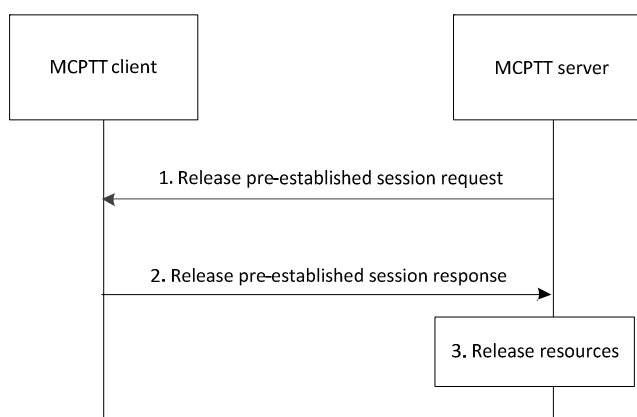 MCPTT client
MCPTT server
1. Release pre-established session request
2. Release pre-established session response
3. Release resources